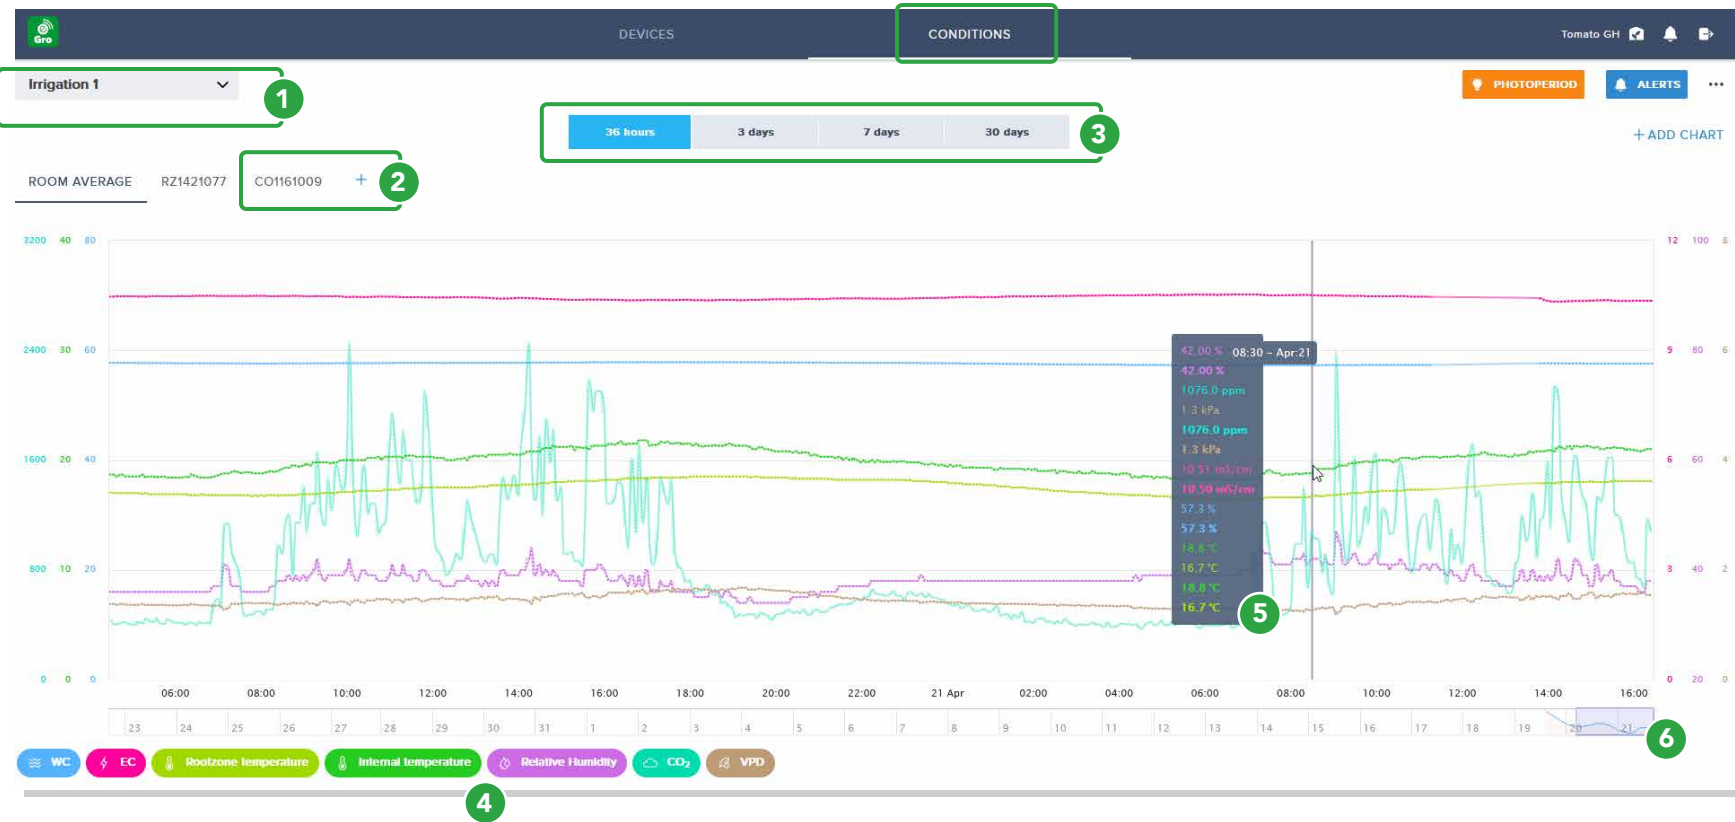 Gro
DEVICES
CONDITIONS
Tomato GH
Irrigation 1
1
PHOTOPERIOD
ALERTS
36 hours
3 days
7 days
30 days
3
+ ADD CHART
ROOM AVERAGE
RZ1421077
CO1161009
+
2
3200 40 80
12 100 8
2400 30 60
9 80 6
1600 20 40
6 60 4
800 10 20
3 40 2
0 0 0
0 20 0
42.00 %
08:30 - Apr:21
42.00 %
1076.0 ppm
1.3 kPa
1076.0 ppm
1.3 kPa
10.51 mS/cm
10.50 mS/cm
57.3 %
57.3 %
18.8 °C
16.7 °C
18.8 °C
16.7 °C
5
06:00 08:00 10:00 12:00 14:00 16:00 18:00 20:00 22:00 21 Apr 02:00 04:00 06:00 08:00 10:00 12:00 14:00 16:00
23 24 25 26 27 28 29 30 31 1 2 3 4 5 6 7 8 9 10 11 12 13 14 15 16 17 18 19 20 21
6
WC
EC
Rootzone temperature
Internal temperature
Relative Humidity
CO₂
VPD
4